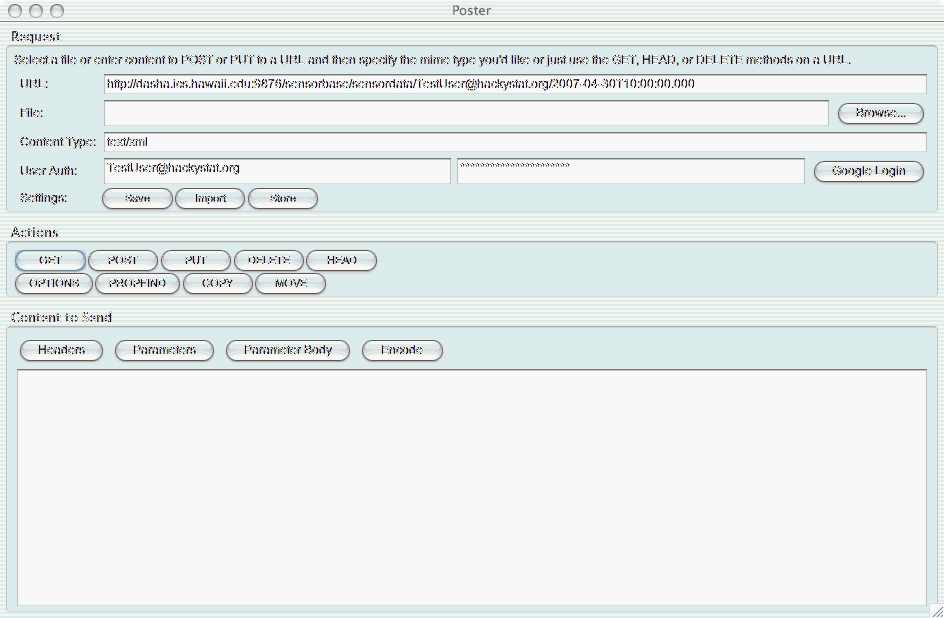 Poster
Request
Select a file or enter content to POST or PUT to a URL and then specify the mime type you'd like or just use the GET, HEAD, or DELETE methods on a URL.
URL: http://dasha.ics.hawaii.edu:9876/sensorbase/sensordata/TestUser@hackystat.org/2007-04-30T10:00:00.000
File: Browse...
Content Type: text/xml
User Auth: TestUser@hackystat.org ********************** Google Login
Settings: Save Import Store
Actions
GET POST PUT DELETE HEAD
OPTIONS PROPFIND COPY MOVE
Content to Send
Headers Parameters Parameter Body Encode